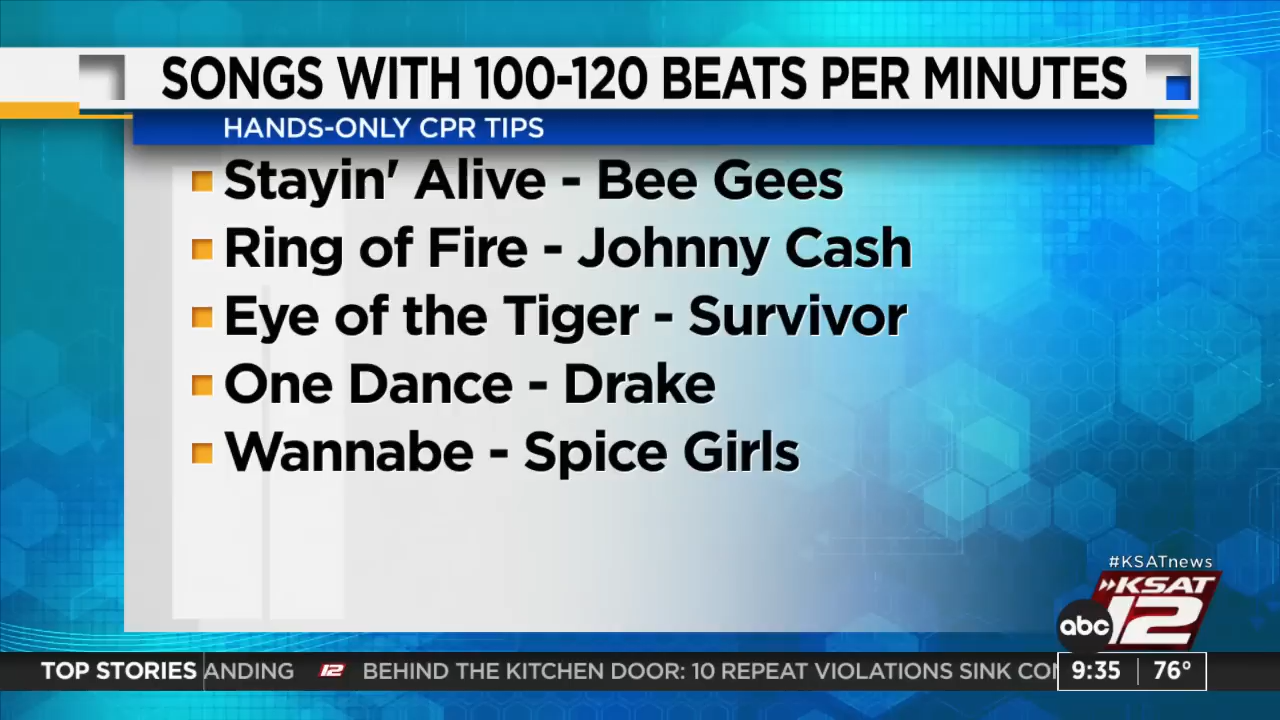 SONGS WITH 100-120 BEATS PER MINUTES
HANDS-ONLY CPR TIPS
Stayin' Alive - Bee Gees
Ring of Fire - Johnny Cash
Eye of the Tiger - Survivor
One Dance - Drake
Wannabe - Spice Girls
#KSATnews
KSAT
abc 12
TOP STORIES ANDING 12 BEHIND THE KITCHEN DOOR: 10 REPEAT VIOLATIONS SINK CON 9:35 76°